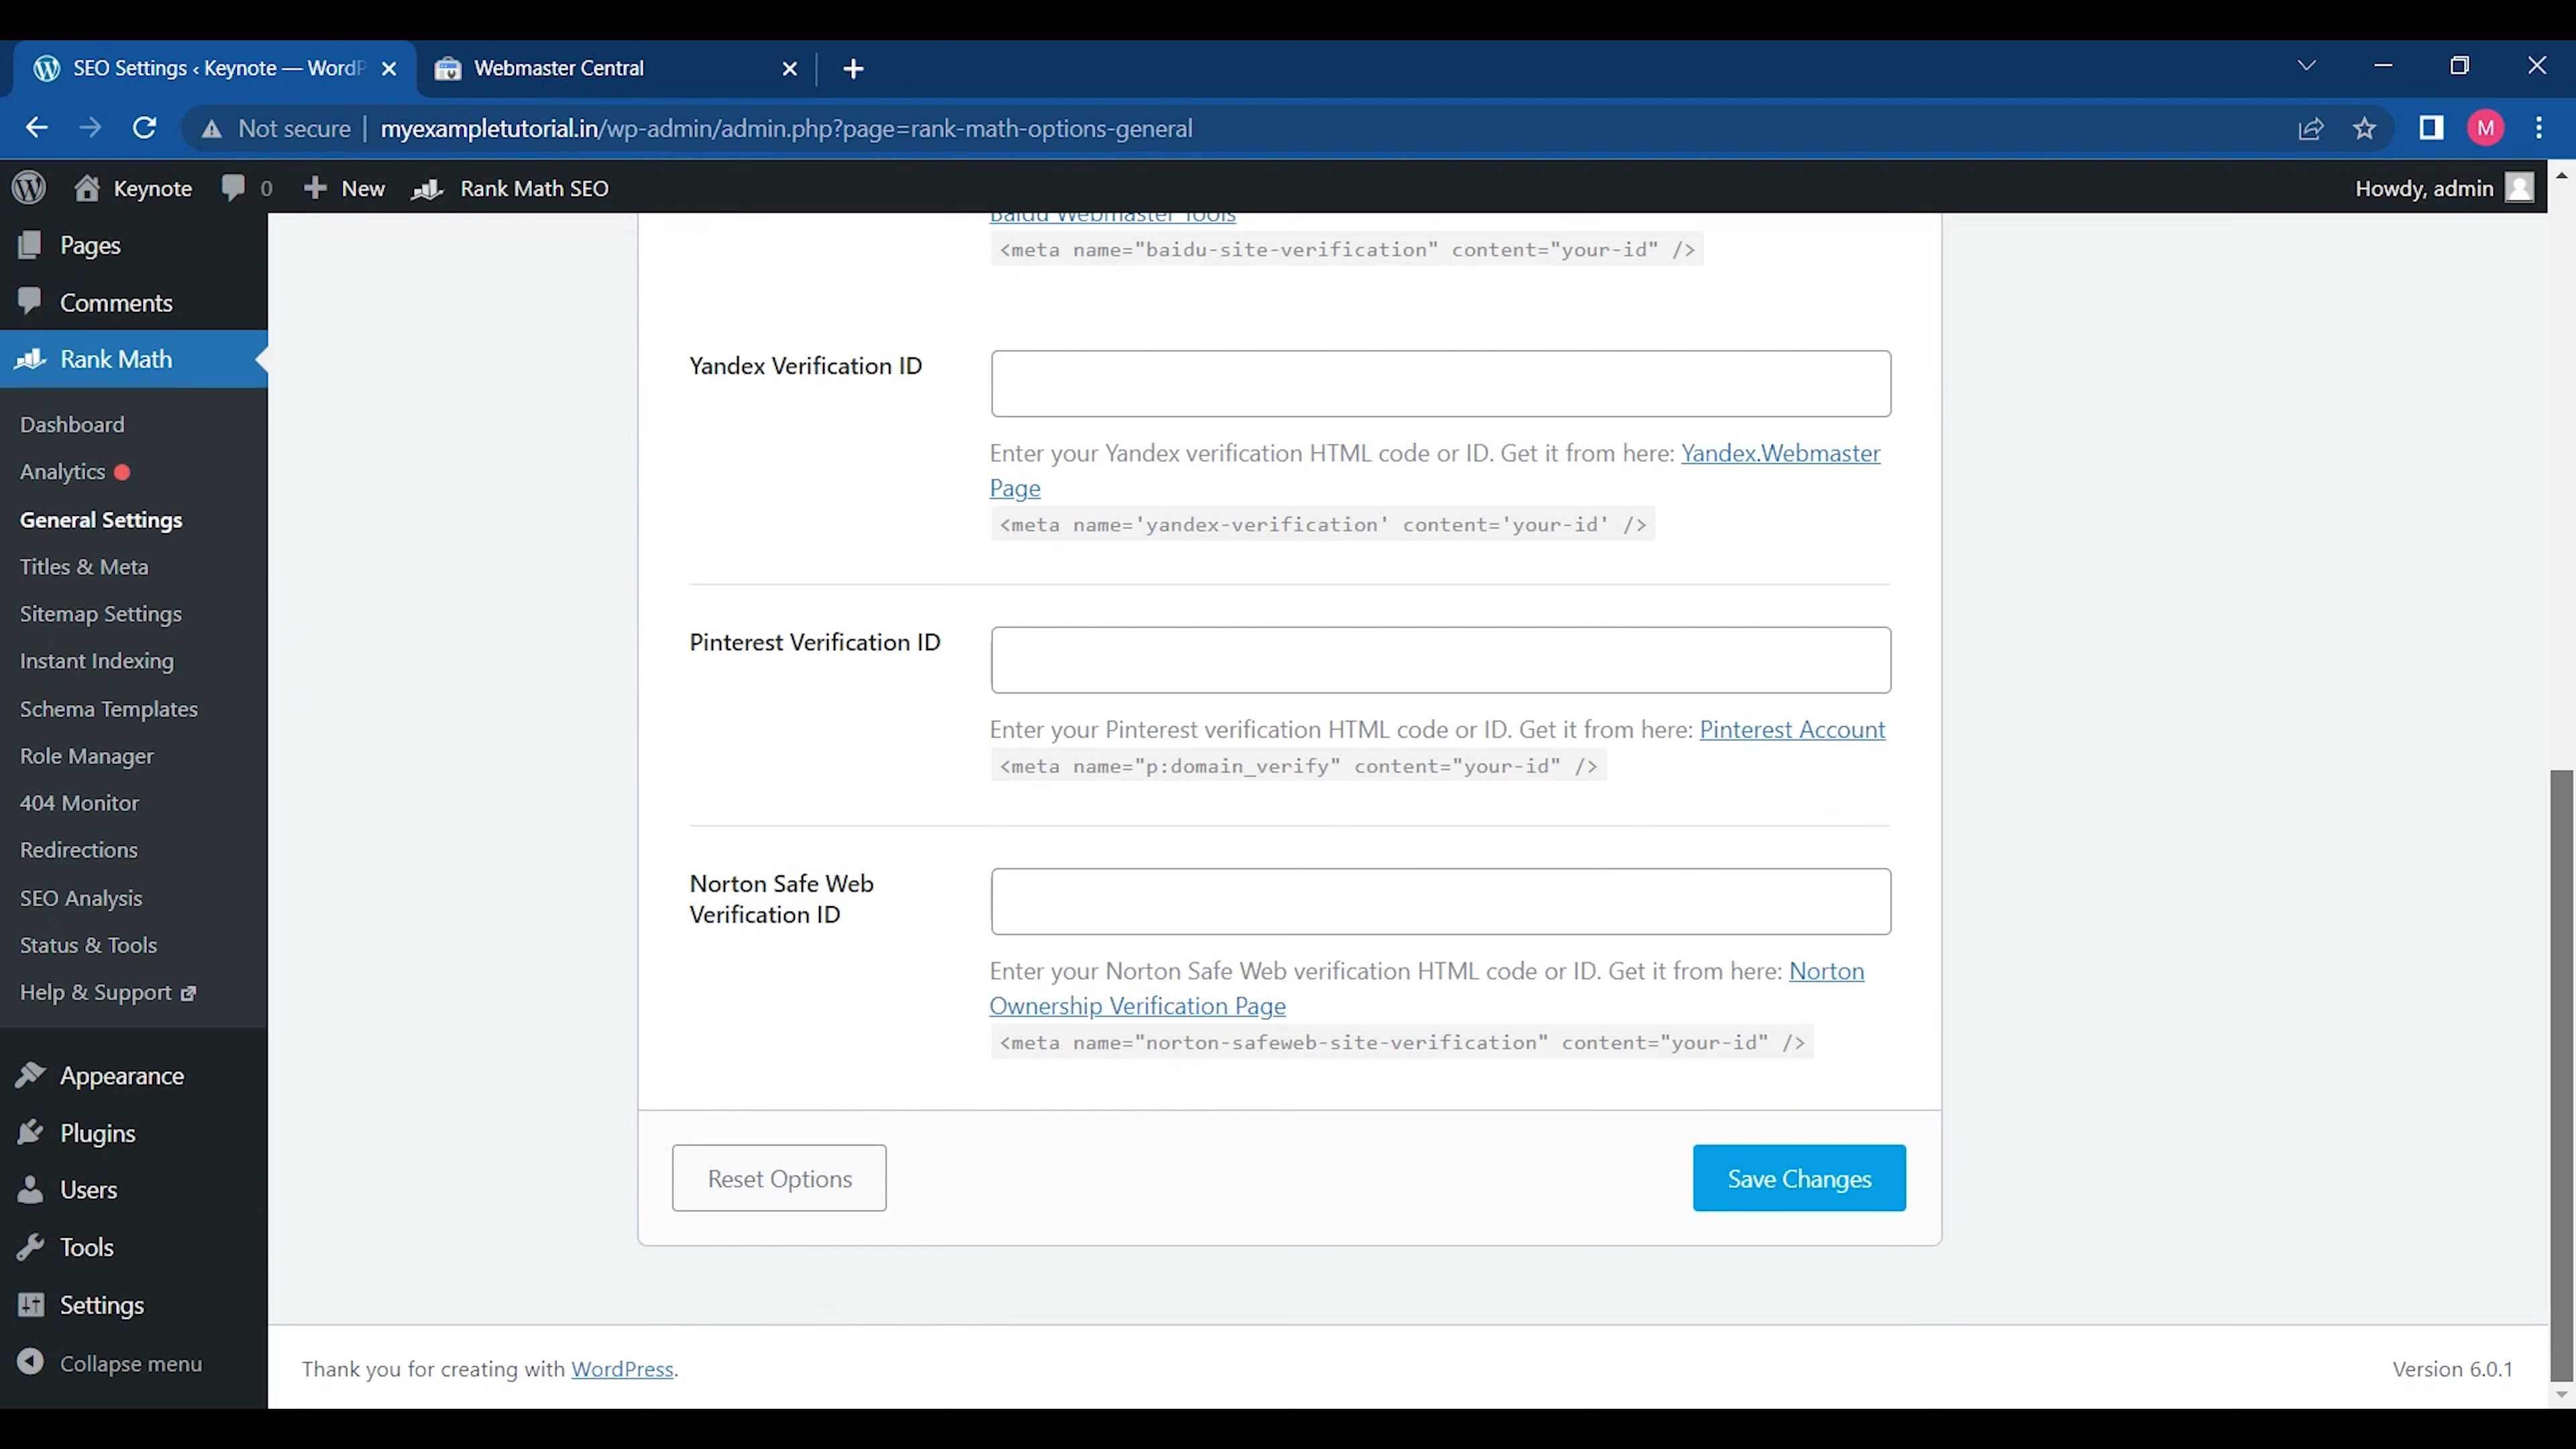 SEO Settings ‹ Keynote — WordP
Webmaster Central
Not secure
myexampletutorial.in/wp-admin/admin.php?page=rank-math-options-general
M
Keynote
0
New
Rank Math SEO
Howdy, admin
Pages
Comments
Rank Math
Dashboard
Analytics
General Settings
Titles & Meta
Sitemap Settings
Instant Indexing
Schema Templates
Role Manager
404 Monitor
Redirections
SEO Analysis
Status & Tools
Help & Support
Appearance
Plugins
Users
Tools
Settings
Collapse menu
Baidu Webmaster Tools
<meta name="baidu-site-verification" content="your-id" />
Yandex Verification ID
Enter your Yandex verification HTML code or ID. Get it from here: Yandex.Webmaster
Page
<meta name='yandex-verification' content='your-id' />
Pinterest Verification ID
Enter your Pinterest verification HTML code or ID. Get it from here: Pinterest Account
<meta name="p:domain_verify" content="your-id" />
Norton Safe Web
Verification ID
Enter your Norton Safe Web verification HTML code or ID. Get it from here: Norton
Ownership Verification Page
<meta name="norton-safeweb-site-verification" content="your-id" />
Reset Options
Save Changes
Thank you for creating with WordPress.
Version 6.0.1